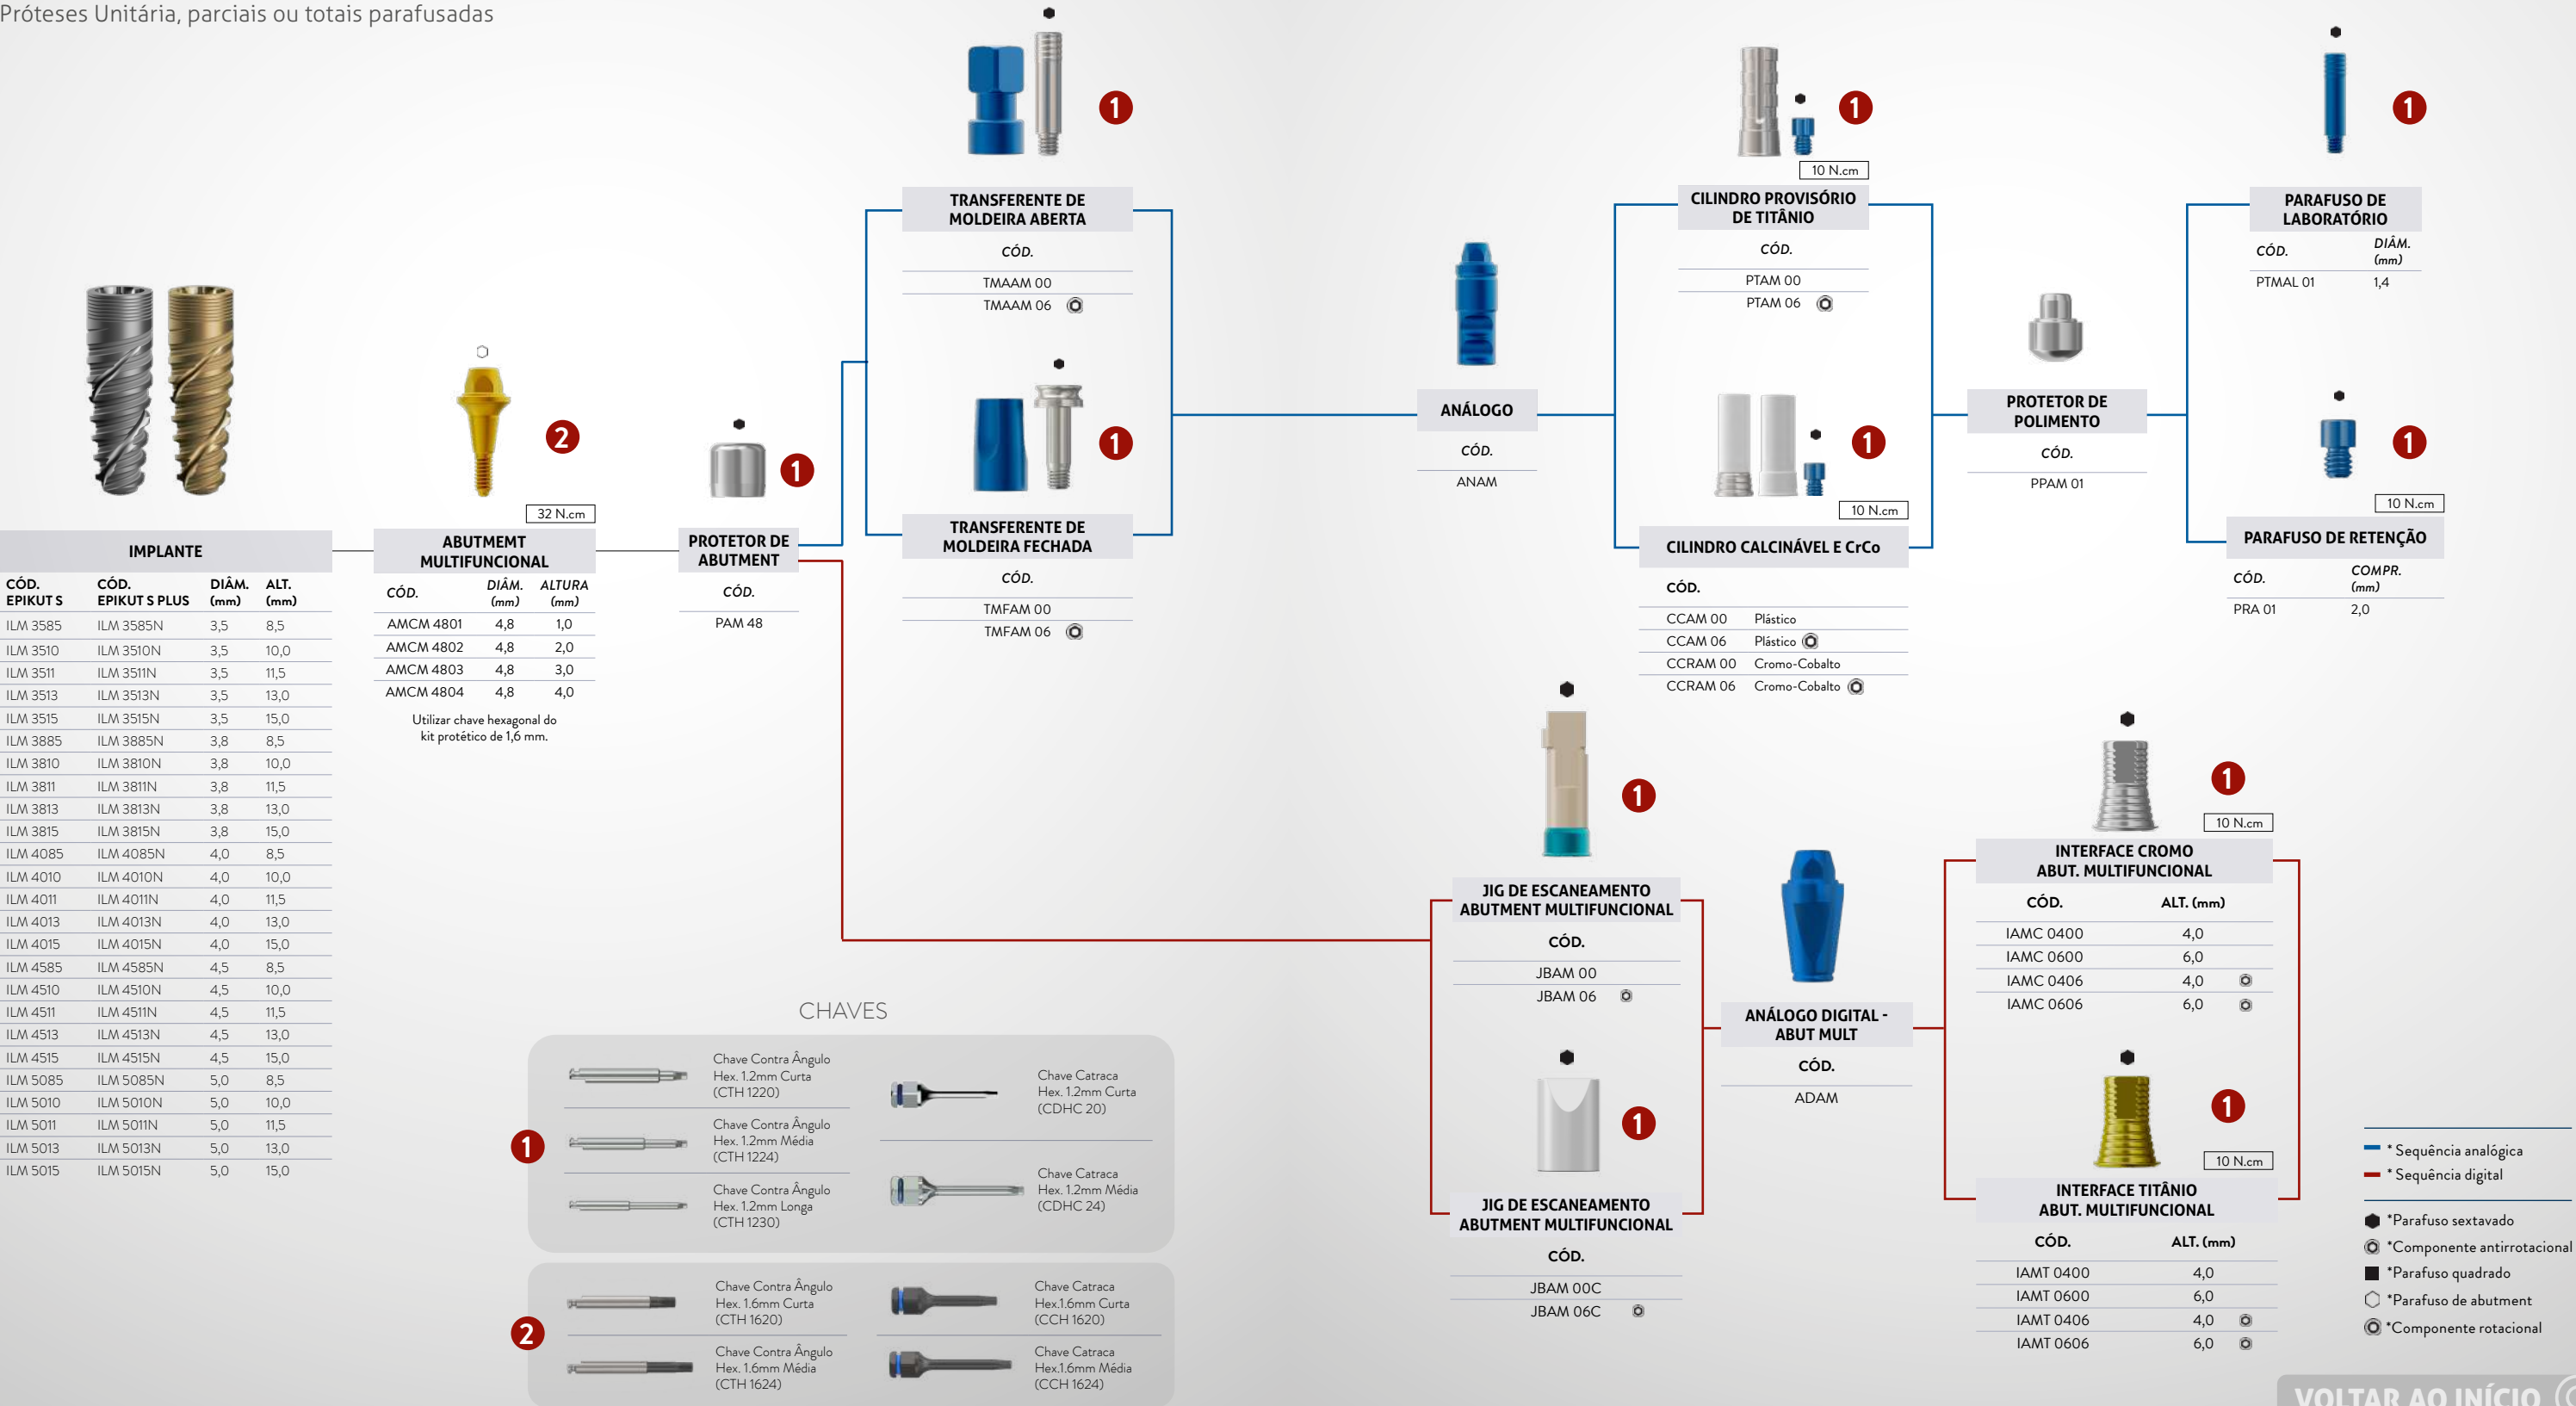 Próteses Unitária, parciais ou totais parafusadas
IMPLANTE
CÓD. EPIKUT S CÓD. EPIKUT S PLUS DIÂM. (mm) ALT. (mm)
ILM 3585 ILM 3585N 3,5 8,5
ILM 3510 ILM 3510N 3,5 10,0
ILM 3511 ILM 3511N 3,5 11,5
ILM 3513 ILM 3513N 3,5 13,0
ILM 3515 ILM 3515N 3,5 15,0
ILM 3885 ILM 3885N 3,8 8,5
ILM 3810 ILM 3810N 3,8 10,0
ILM 3811 ILM 3811N 3,8 11,5
ILM 3813 ILM 3813N 3,8 13,0
ILM 3815 ILM 3815N 3,8 15,0
ILM 4085 ILM 4085N 4,0 8,5
ILM 4010 ILM 4010N 4,0 10,0
ILM 4011 ILM 4011N 4,0 11,5
ILM 4013 ILM 4013N 4,0 13,0
ILM 4015 ILM 4015N 4,0 15,0
ILM 4585 ILM 4585N 4,5 8,5
ILM 4510 ILM 4510N 4,5 10,0
ILM 4511 ILM 4511N 4,5 11,5
ILM 4513 ILM 4513N 4,5 13,0
ILM 4515 ILM 4515N 4,5 15,0
ILM 5085 ILM 5085N 5,0 8,5
ILM 5010 ILM 5010N 5,0 10,0
ILM 5011 ILM 5011N 5,0 11,5
ILM 5013 ILM 5013N 5,0 13,0
ILM 5015 ILM 5015N 5,0 15,0
2
32 N.cm
ABUTMEMT
MULTIFUNCIONAL
CÓD. DIÂM. (mm) ALTURA (mm)
AMCM 4801 4,8 1,0
AMCM 4802 4,8 2,0
AMCM 4803 4,8 3,0
AMCM 4804 4,8 4,0
Utilizar chave hexagonal do
kit protético de 1,6 mm.
1
PROTETOR DE
ABUTMENT
CÓD.
PAM 48
1
TRANSFERENTE DE
MOLDEIRA ABERTA
CÓD.
TMAAM 00
TMAAM 06
1
TRANSFERENTE DE
MOLDEIRA FECHADA
CÓD.
TMFAM 00
TMFAM 06
ANÁLOGO
CÓD.
ANAM
1
10 N.cm
CILINDRO PROVISÓRIO
DE TITÂNIO
CÓD.
PTAM 00
PTAM 06
1
10 N.cm
CILINDRO CALCINÁVEL E CrCo
CÓD.
CCAM 00 Plástico
CCAM 06 Plástico
CCRAM 00 Cromo-Cobalto
CCRAM 06 Cromo-Cobalto
PROTETOR DE
POLIMENTO
CÓD.
PPAM 01
1
PARAFUSO DE
LABORATÓRIO
CÓD. DIÂM. (mm)
PTMAL 01 1,4
1
10 N.cm
PARAFUSO DE RETENÇÃO
CÓD. COMPR. (mm)
PRA 01 2,0
1
JIG DE ESCANEAMENTO
ABUTMENT MULTIFUNCIONAL
CÓD.
JBAM 00
JBAM 06
1
JIG DE ESCANEAMENTO
ABUTMENT MULTIFUNCIONAL
CÓD.
JBAM 00C
JBAM 06C
ANÁLOGO DIGITAL -
ABUT MULT
CÓD.
ADAM
1
10 N.cm
INTERFACE CROMO
ABUT. MULTIFUNCIONAL
CÓD. ALT. (mm)
IAMC 0400 4,0
IAMC 0600 6,0
IAMC 0406 4,0
IAMC 0606 6,0
1
10 N.cm
INTERFACE TITÂNIO
ABUT. MULTIFUNCIONAL
CÓD. ALT. (mm)
IAMT 0400 4,0
IAMT 0600 6,0
IAMT 0406 4,0
IAMT 0606 6,0
CHAVES
1
Chave Contra Ângulo
Hex. 1.2mm Curta
(CTH 1220)
Chave Contra Ângulo
Hex. 1.2mm Média
(CTH 1224)
Chave Contra Ângulo
Hex. 1.2mm Longa
(CTH 1230)
Chave Catraca
Hex. 1.2mm Curta
(CDHC 20)
Chave Catraca
Hex. 1.2mm Média
(CDHC 24)
2
Chave Contra Ângulo
Hex. 1.6mm Curta
(CTH 1620)
Chave Contra Ângulo
Hex. 1.6mm Média
(CTH 1624)
Chave Catraca
Hex.1.6mm Curta
(CCH 1620)
Chave Catraca
Hex.1.6mm Média
(CCH 1624)
* Sequência analógica
* Sequência digital
*Parafuso sextavado
*Componente antirrotacional
*Parafuso quadrado
*Parafuso de abutment
*Componente rotacional
VOLTAR AO INÍCIO